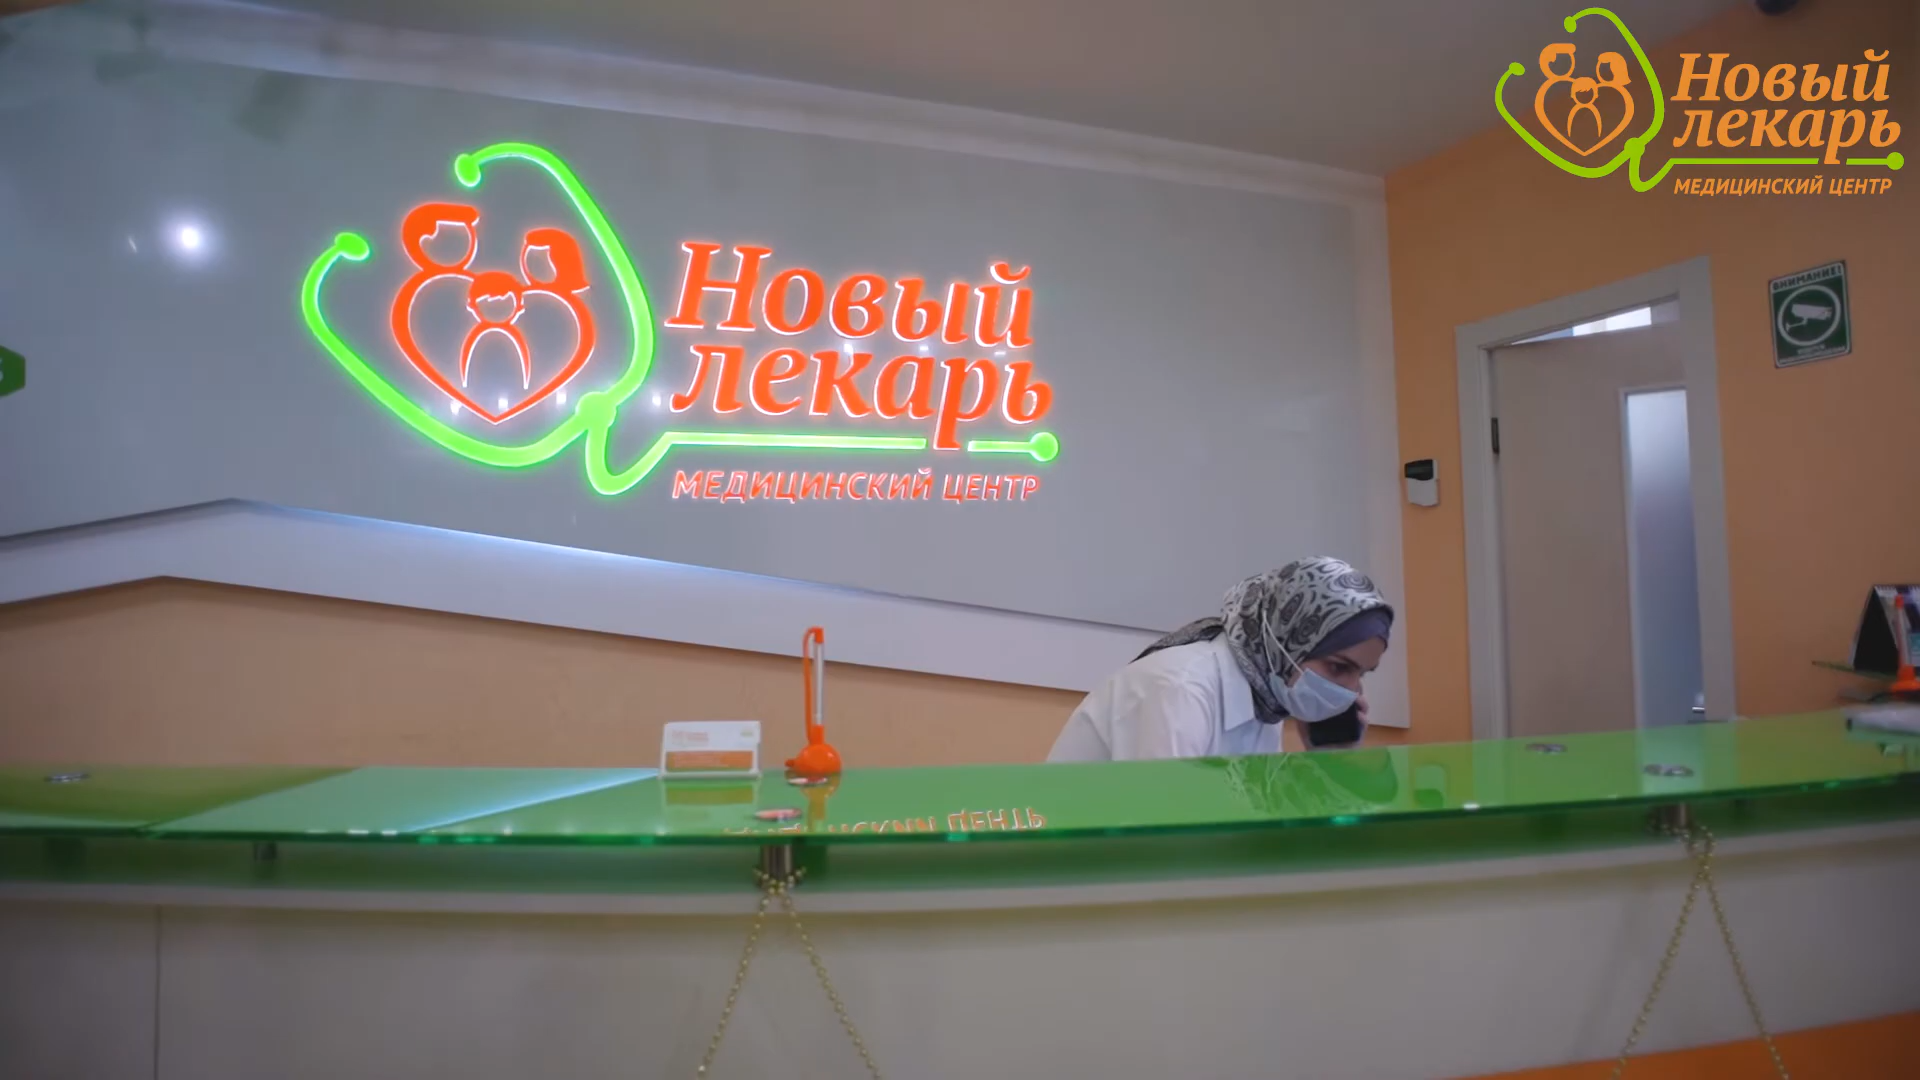 Новый
лекарь
МЕДИЦИНСКИЙ ЦЕНТР
Новый
лекарь
МЕДИЦИНСКИЙ ЦЕНТР
ВНИМАНИЕ!